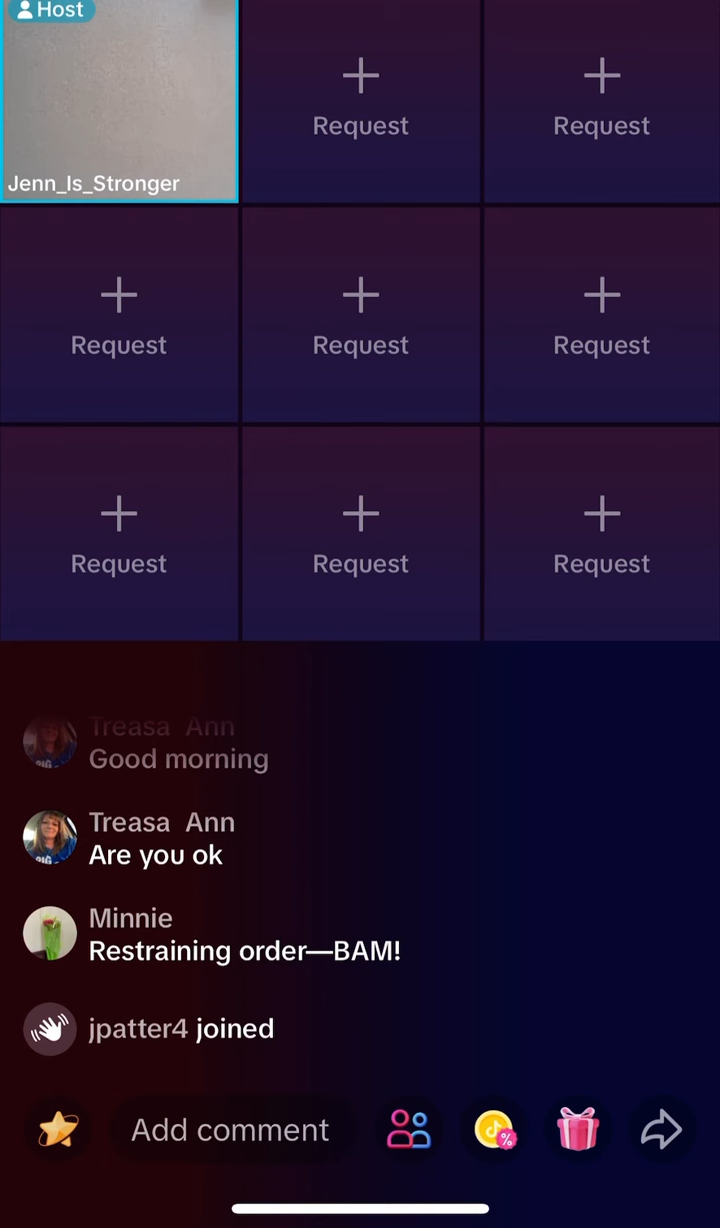 Host
Jenn_Is_Stronger
Request
Request
Request
Request
Request
Request
Request
Request
Treasa Ann
Good morning
Treasa Ann
Are you ok
Minnie
Restraining order—BAM!
jpatter4 joined
Add comment